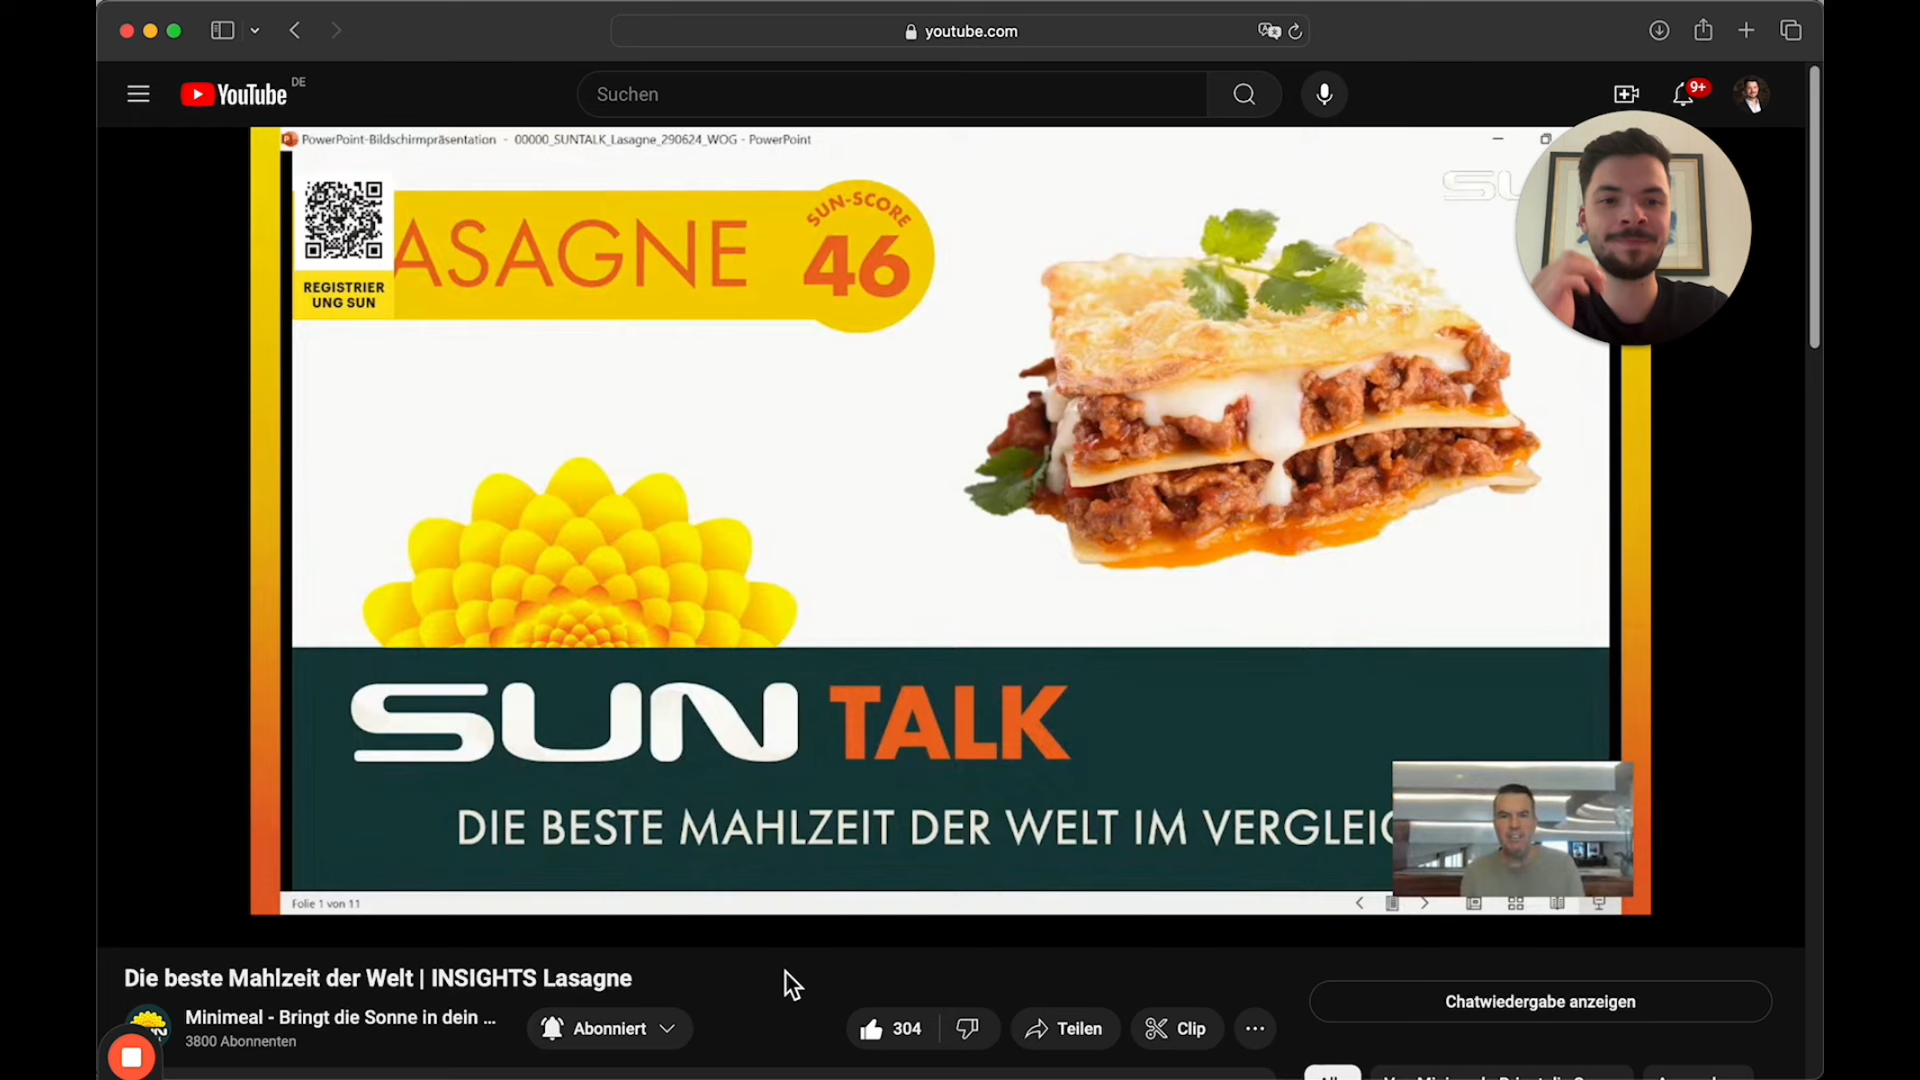 youtube.com
YouTube DE
Suchen
9+
PowerPoint-Bildschirmpräsentation - 00000_SUNTALK_Lasagne_290624_WOG - PowerPoint
SU
ASAGNE
SUN-SCORE
46
REGISTRIER
UNG SUN
SUN TALK
DIE BESTE MAHLZEIT DER WELT IM VERGLEIC
Folie 1 von 11
Die beste Mahlzeit der Welt | INSIGHTS Lasagne
Minimeal - Bringt die Sonne in dein ...
3800 Abonnenten
Abonniert
304
Teilen
Clip
Chatwiedergabe anzeigen